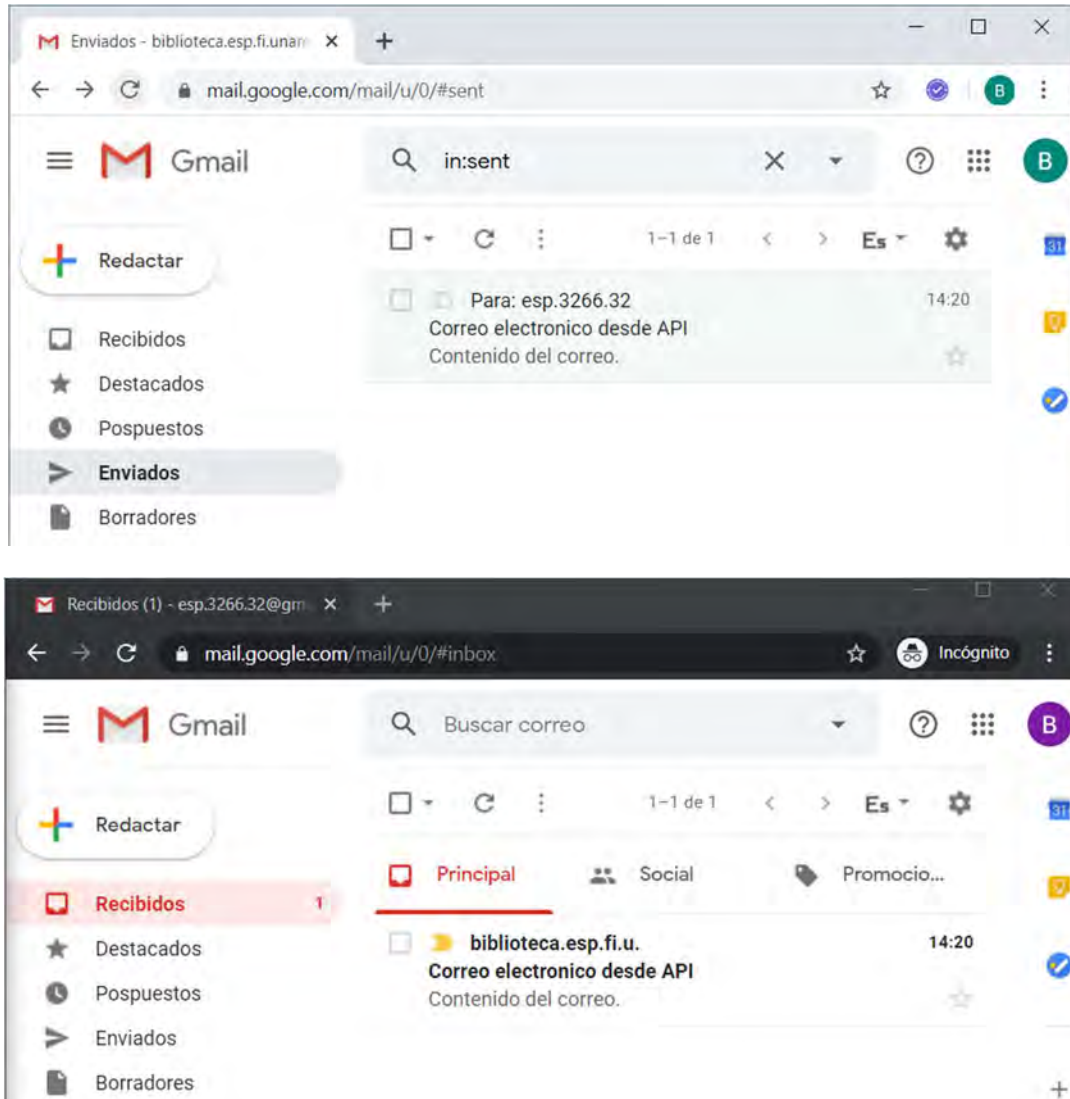 Enviados - biblioteca.esp.fi.unam
mail.google.com/mail/u/0/#sent
B
Gmail
in:sent
B
Redactar
1–1 de 1
Es
31
Para: esp.3266.32
14:20
Correo electronico desde API
Contenido del correo.
Recibidos
Destacados
Pospuestos
Enviados
Borradores
Recibidos (1) - esp.3266.32@gm
mail.google.com/mail/u/0/#inbox
Incógnito
Gmail
Buscar correo
B
Redactar
1–1 de 1
Es
31
Principal
Social
Promocio...
Recibidos
1
biblioteca.esp.fi.u.
14:20
Correo electronico desde API
Contenido del correo.
Destacados
Pospuestos
Enviados
Borradores